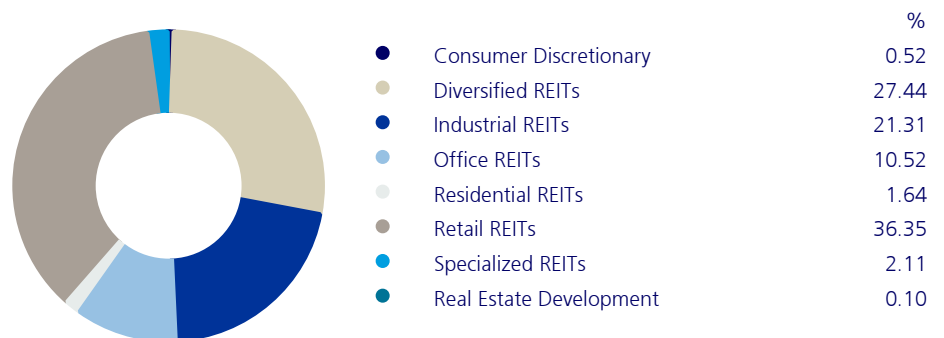 %
Consumer Discretionary 0.52
Diversified REITs 27.44
Industrial REITs 21.31
Office REITs 10.52
Residential REITs 1.64
Retail REITs 36.35
Specialized REITs 2.11
Real Estate Development 0.10